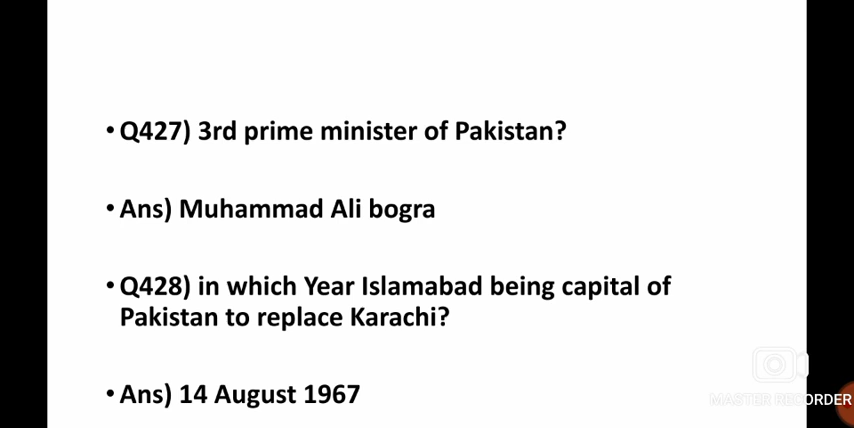 • Q427) 3rd prime minister of Pakistan?
• Ans) Muhammad Ali bogra
• Q428) in which Year Islamabad being capital of
Pakistan to replace Karachi?
• Ans) 14 August 1967
MASTER RECORDER